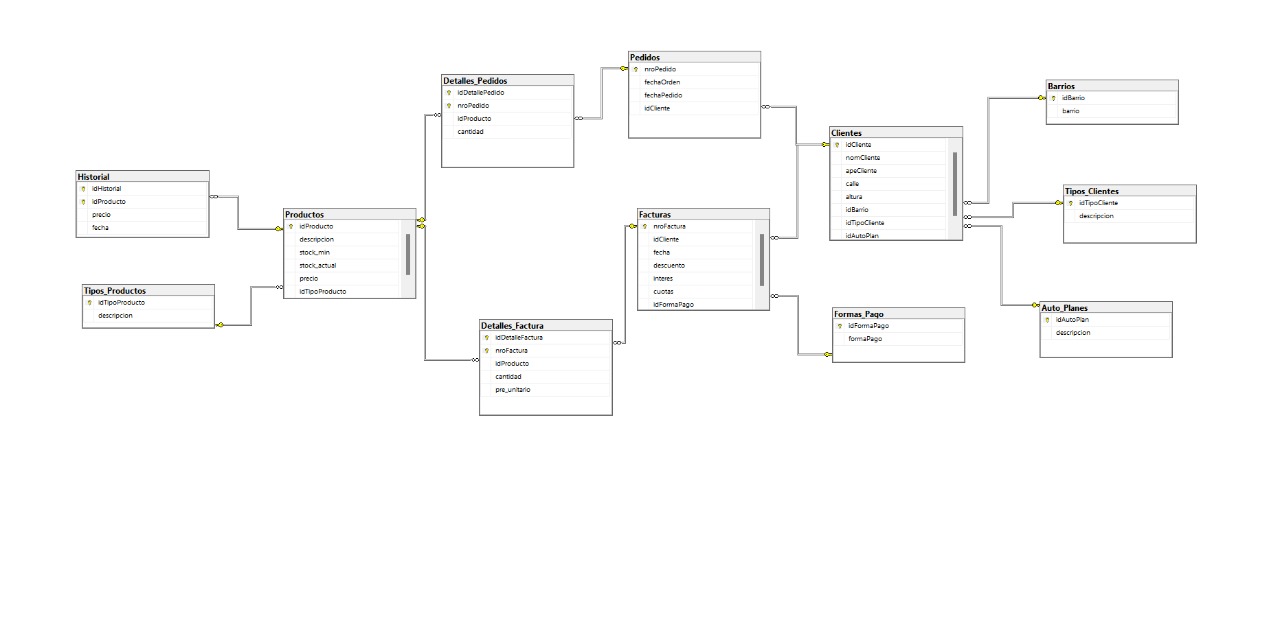 Pedidos
nroPedido
fechaOrden
fechaPedido
idCliente
Detalles_Pedidos
idDetallePedido
nroPedido
idProducto
cantidad
Barrios
idBarrio
barrio
Clientes
idCliente
nomCliente
apeCliente
calle
altura
idBarrio
idTipoCliente
idAutoPlan
Historial
idHistorial
idProducto
precio
fecha
Tipos_Clientes
idTipoCliente
descripcion
Productos
idProducto
descripcion
stock_min
stock_actual
precio
idTipoProducto
Facturas
nroFactura
idCliente
fecha
descuento
interes
cuotas
idFormaPago
Tipos_Productos
idTipoProducto
descripcion
Auto_Planes
idAutoPlan
descripcion
Formas_Pago
idFormaPago
formaPago
Detalles_Factura
idDetalleFactura
nroFactura
idProducto
cantidad
pre_unitario